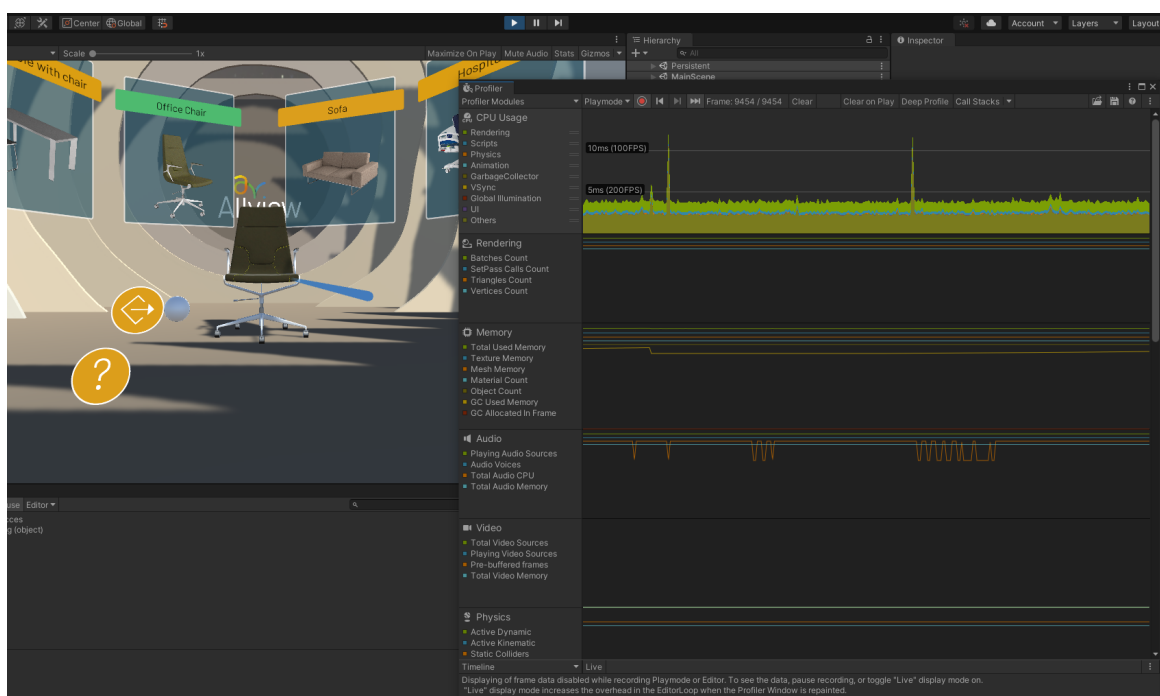 Center Global
Account Layers Layout
Scale 1x
Maximize On Play Mute Audio Stats Gizmos
Hierarchy
All
Persistent
MainScene
Inspector
with chair
Office Chair
Sofa
Allview
?
Profiler
Profiler Modules
Playmode Frame: 9454 / 9454 Clear Clear on Play Deep Profile Call Stacks
CPU Usage
Rendering
Scripts
Physics
Animation
GarbageCollector
VSync
Global Illumination
UI
Others
10ms (100FPS)
5ms (200FPS)
Rendering
Batches Count
SetPass Calls Count
Triangles Count
Vertices Count
Memory
Total Used Memory
Texture Memory
Mesh Memory
Material Count
Object Count
GC Used Memory
GC Allocated In Frame
Audio
Playing Audio Sources
Audio Voices
Total Audio CPU
Total Audio Memory
Video
Total Video Sources
Playing Video Sources
Pre-buffered frames
Total Video Memory
Physics
Active Dynamic
Active Kinematic
Static Colliders
Timeline Live
Displaying of frame data disabled while recording Playmode or Editor. To see the data, pause recording, or toggle "Live" display mode on.
"Live" display mode increases the overhead in the EditorLoop when the Profiler Window is repainted.
Editor
(object)